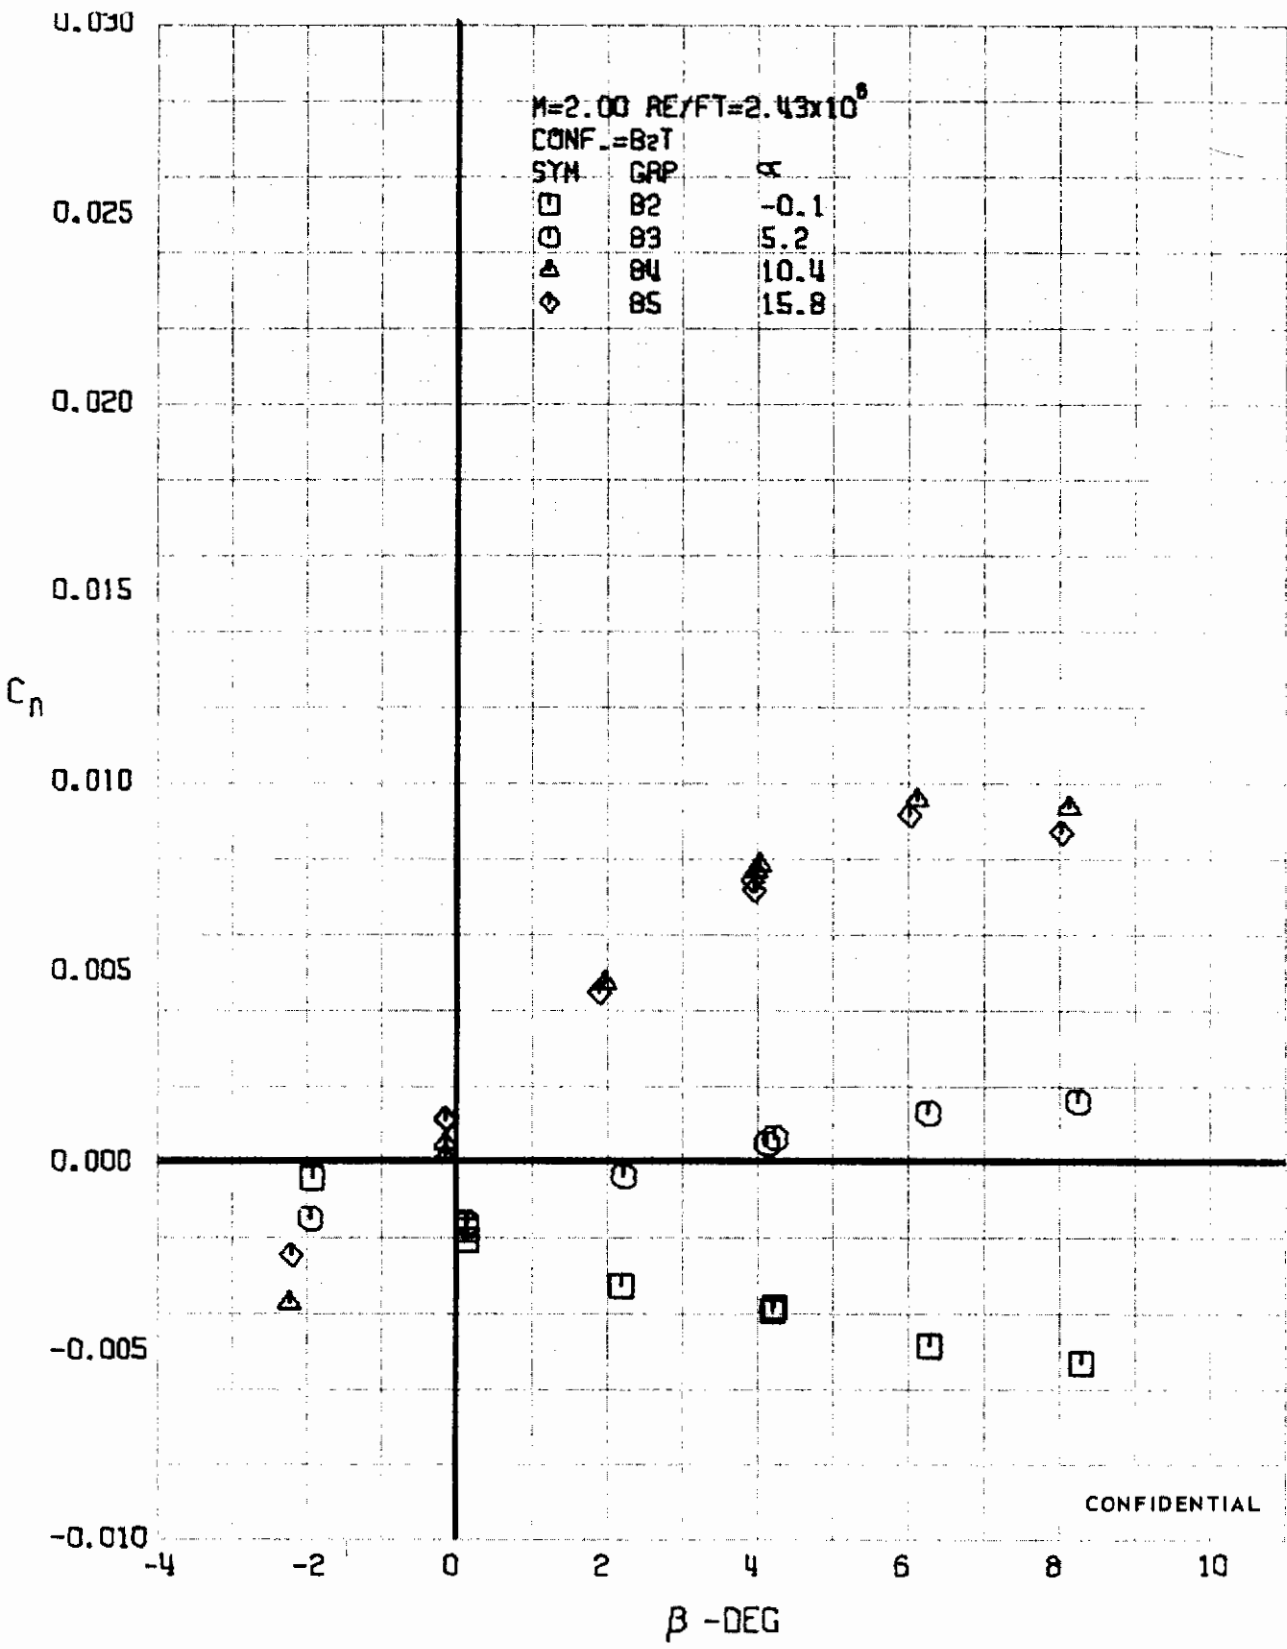 0.030
M=2.00 RE/FT=2.43x10⁶
CONF.=B2T
SYM GRP α
82 -0.1
83 5.2
84 10.4
85 15.8
0.025
0.020
0.015
Cn
0.010
0.005
0.000
-0.005
-0.010
CONFIDENTIAL
-4 -2 0 2 4 6 8 10
β -DEG